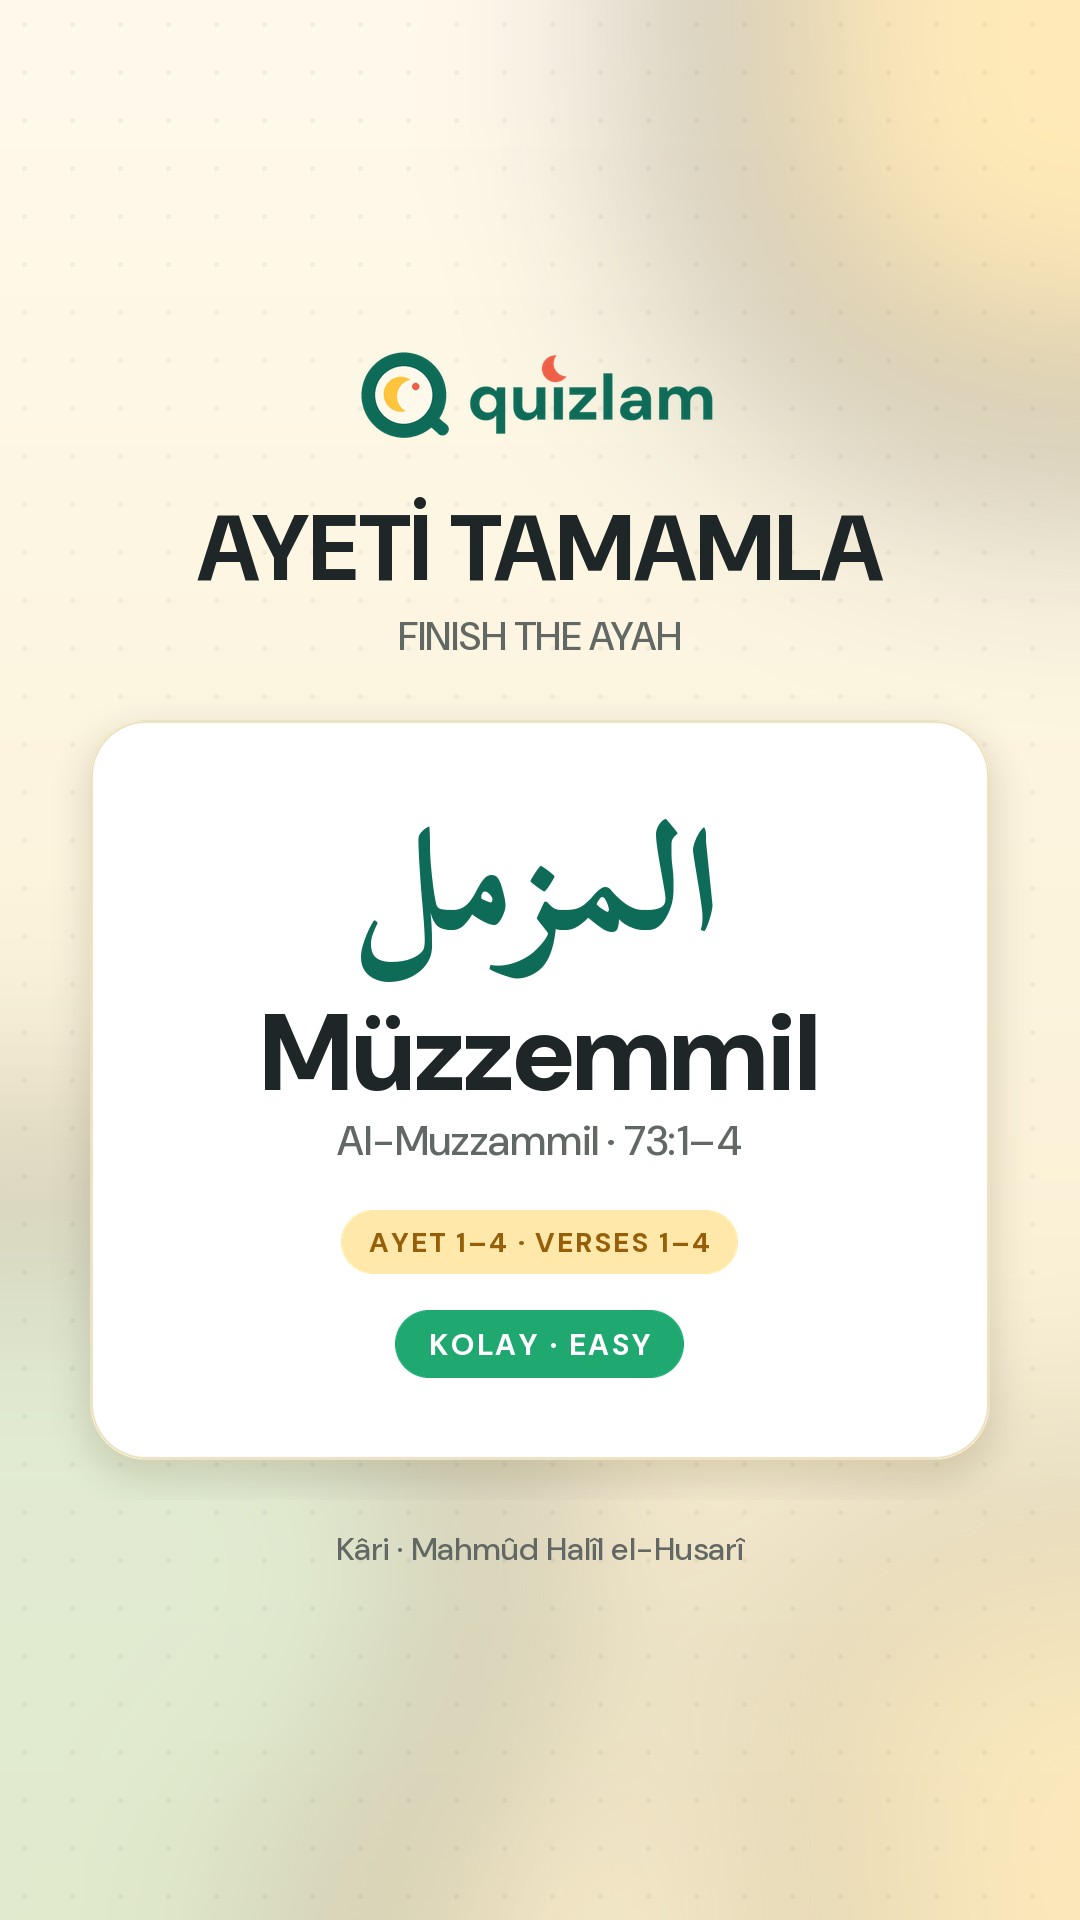 quizlam
AYETİ TAMAMLA
FINISH THE AYAH
المزمل
Müzzemmil
Al-Muzzammil · 73:1–4
AYET 1–4 · VERSES 1–4
KOLAY · EASY
Kâri · Mahmûd Halîl el-Husarî